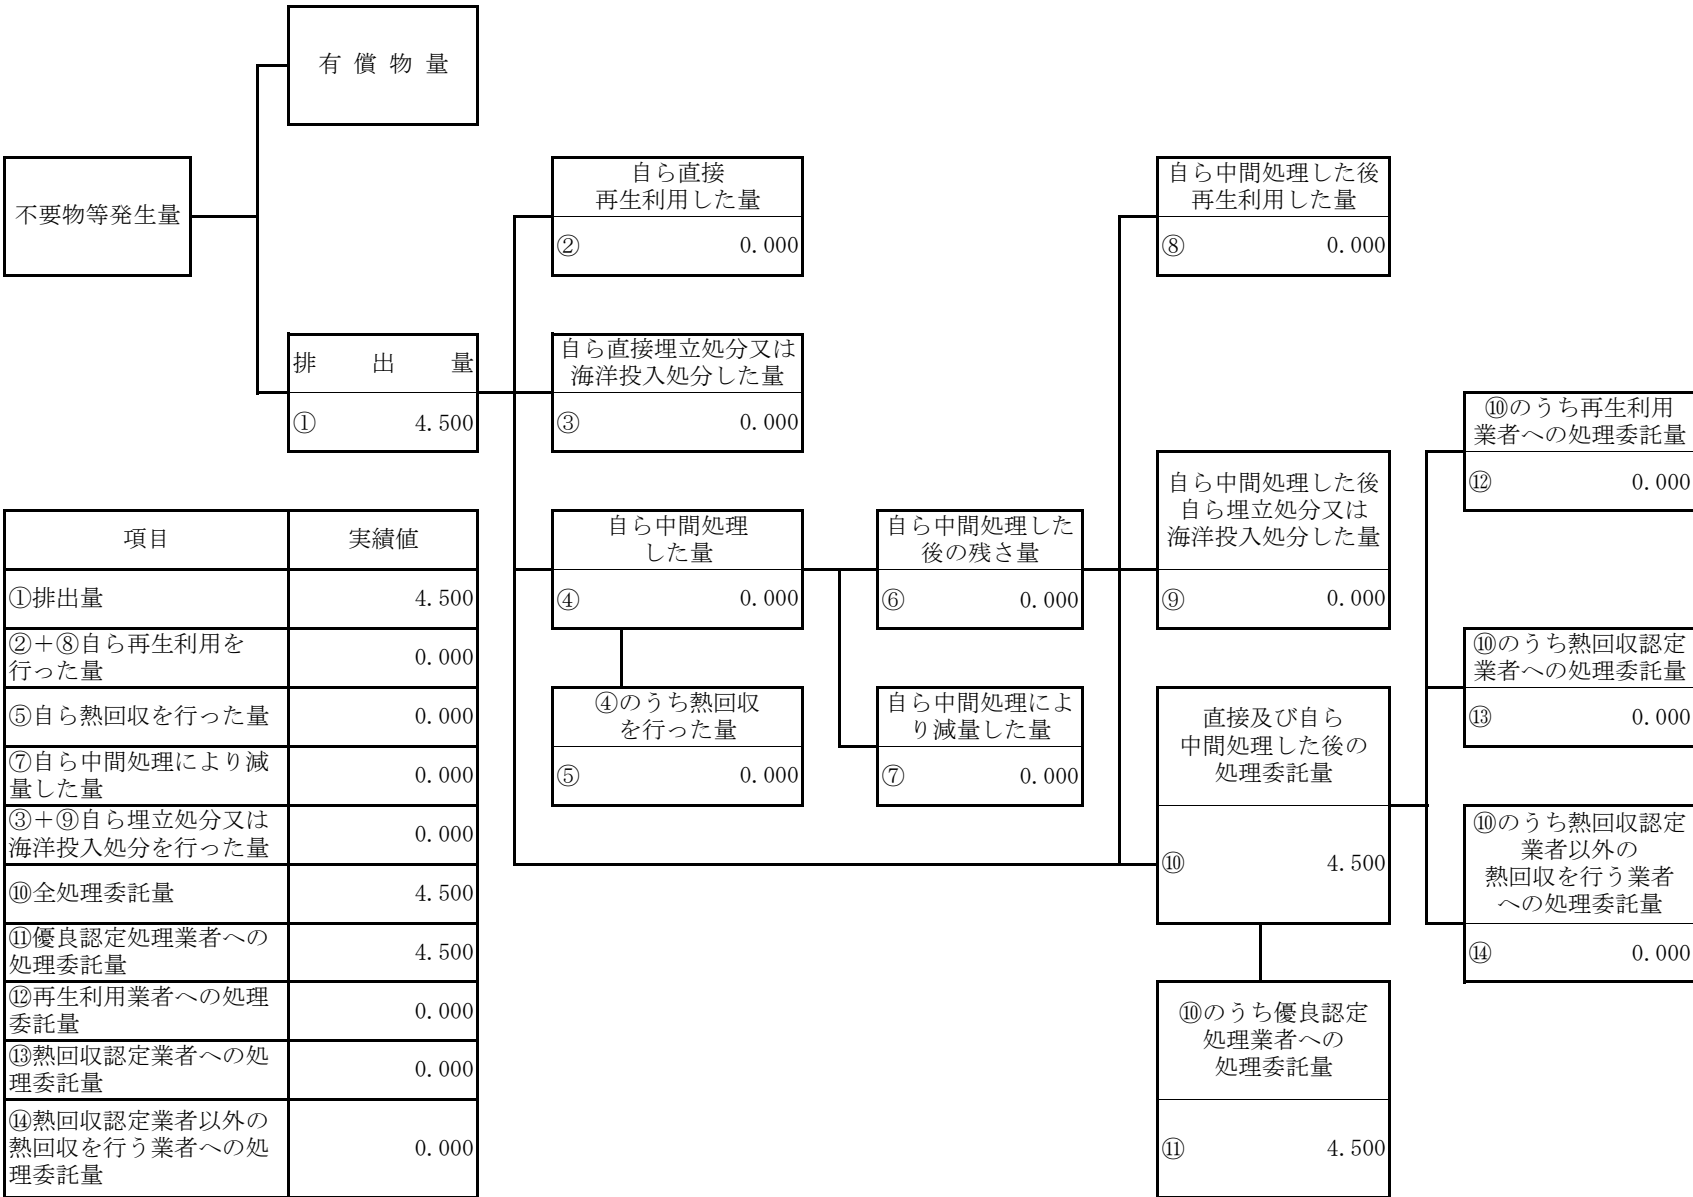 有 償 物 量
不要物等発生量
自ら直接
再生利用した量
② 0.000
自ら中間処理した後
再生利用した量
⑧ 0.000
排 出 量
① 4.500
自ら直接埋立処分又は
海洋投入処分した量
③ 0.000
⑩のうち再生利用
業者への処理委託量
⑫ 0.000
自ら中間処理した後
自ら埋立処分又は
海洋投入処分した量
⑨ 0.000
自ら中間処理
した量
④ 0.000
自ら中間処理した
後の残さ量
⑥ 0.000
⑩のうち熱回収認定
業者への処理委託量
⑬ 0.000
④のうち熱回収
を行った量
⑤ 0.000
自ら中間処理によ
り減量した量
⑦ 0.000
直接及び自ら
中間処理した後の
処理委託量
⑩ 4.500
⑩のうち熱回収認定
業者以外の
熱回収を行う業者
への処理委託量
⑭ 0.000
⑩のうち優良認定
処理業者への
処理委託量
⑪ 4.500
項目 実績値
①排出量 4.500
②＋⑧自ら再生利用を
行った量 0.000
⑤自ら熱回収を行った量 0.000
⑦自ら中間処理により減
量した量 0.000
③＋⑨自ら埋立処分又は
海洋投入処分を行った量 0.000
⑩全処理委託量 4.500
⑪優良認定処理業者への
処理委託量 4.500
⑫再生利用業者への処理
委託量 0.000
⑬熱回収認定業者への処
理委託量 0.000
⑭熱回収認定業者以外の
熱回収を行う業者への処
理委託量 0.000